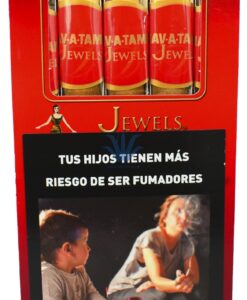 AV-A-TAM
AV-A-TAM
AV-A-TAM
JEWELS
JEWELS
JEWELS
JEWELS
TUS HIJOS TIENEN MÁS
RIESGO DE SER FUMADORES